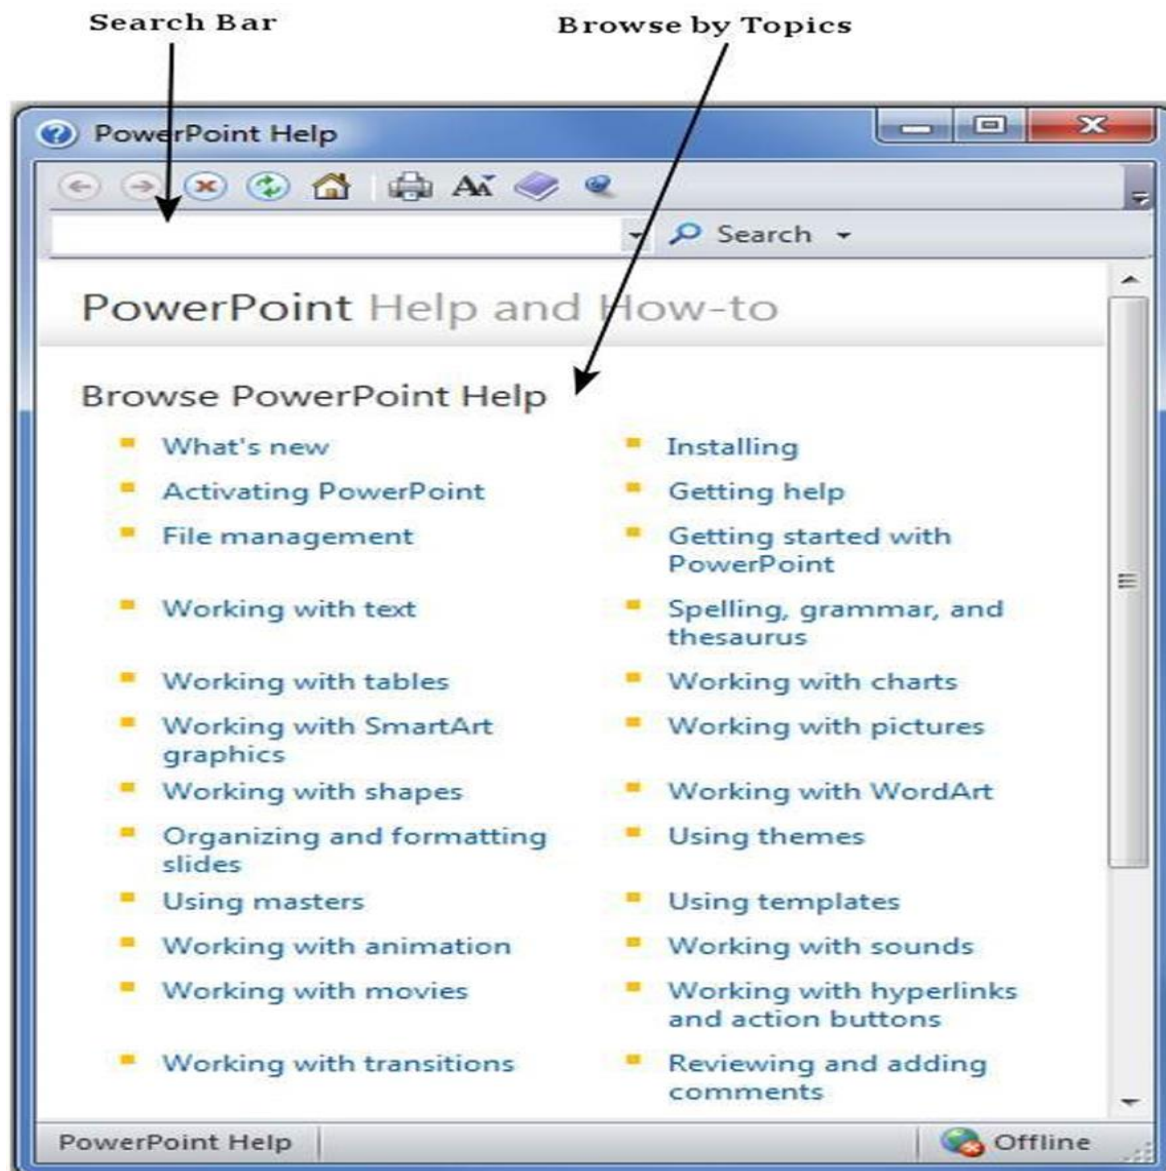 Search Bar
Browse by Topics
PowerPoint Help
Search
PowerPoint Help and How-to
Browse PowerPoint Help
What's new
Installing
Activating PowerPoint
Getting help
File management
Getting started with
PowerPoint
Working with text
Spelling, grammar, and
thesaurus
Working with tables
Working with charts
Working with SmartArt
graphics
Working with pictures
Working with shapes
Working with WordArt
Organizing and formatting
slides
Using themes
Using masters
Using templates
Working with animation
Working with sounds
Working with movies
Working with hyperlinks
and action buttons
Working with transitions
Reviewing and adding
comments
PowerPoint Help
Offline